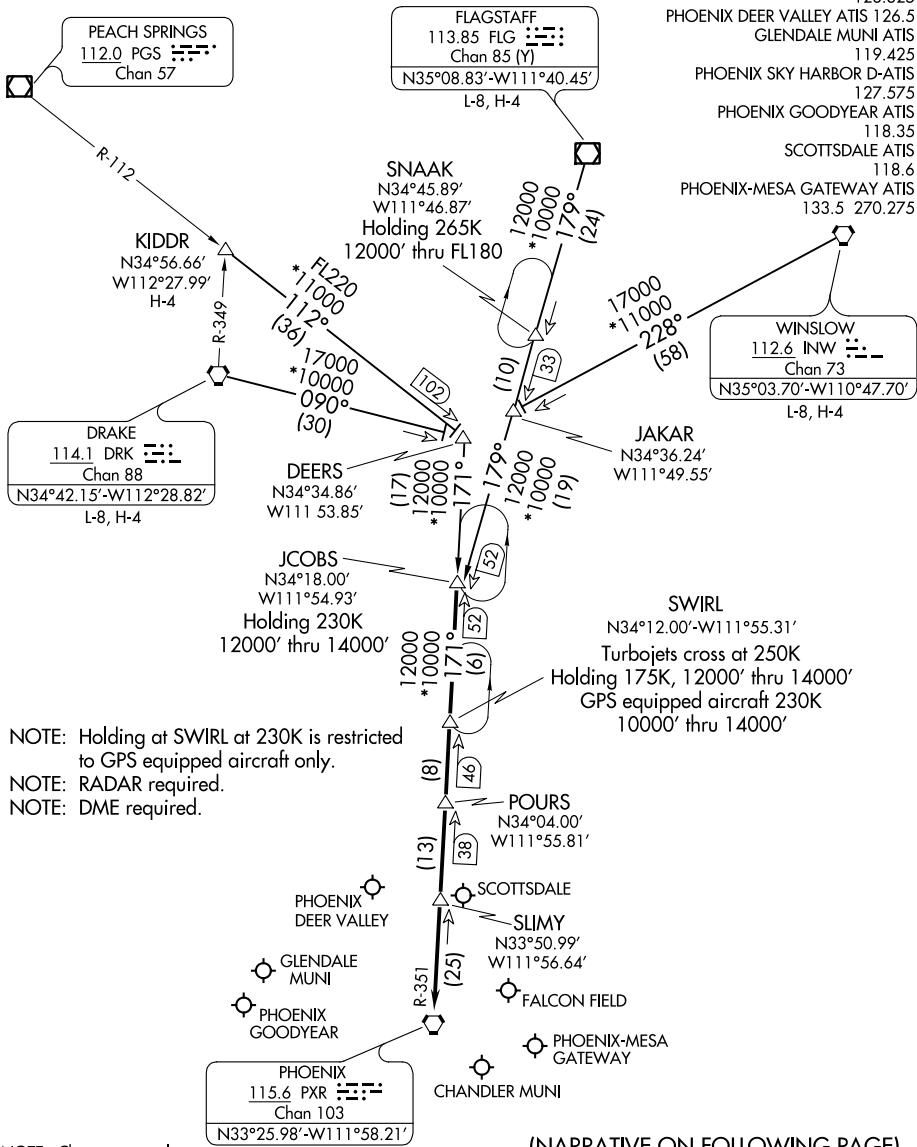 PHOENIX DEER VALLEY ATIS 126.5
GLENDALE MUNI ATIS
119.425
PHOENIX SKY HARBOR D-ATIS
127.575
PHOENIX GOODYEAR ATIS
118.35
SCOTTSDALE ATIS
118.6
PHOENIX-MESA GATEWAY ATIS
133.5 270.275
PEACH SPRINGS
112.0 PGS
Chan 57
FLAGSTAFF
113.85 FLG
Chan 85 (Y)
N35°08.83'-W111°40.45'
L-8, H-4
R-112
SNAAK
N34°45.89'
W111°46.87'
Holding 265K
12000' thru FL180
12000
*10000
179°
(24)
KIDDR
N34°56.66'
W112°27.99'
H-4
R-349
FL220
*11000
112°
(36)
17000
*10000
090°
(30)
102
(10)
33
17000
*11000
228°
(58)
WINSLOW
112.6 INW
Chan 73
N35°03.70'-W110°47.70'
L-8, H-4
DRAKE
114.1 DRK
Chan 88
N34°42.15'-W112°28.82'
L-8, H-4
JAKAR
N34°36.24'
W111°49.55'
DEERS
N34°34.86'
W111 53.85'
(17)
12000
*10000
171°
179°
12000
*10000
(19)
52
JCOBS
N34°18.00'
W111°54.93'
Holding 230K
12000' thru 14000'
52
12000
*10000
171°
(6)
SWIRL
N34°12.00'-W111°55.31'
Turbojets cross at 250K
Holding 175K, 12000' thru 14000'
GPS equipped aircraft 230K
10000' thru 14000'
NOTE: Holding at SWIRL at 230K is restricted
to GPS equipped aircraft only.
NOTE: RADAR required.
NOTE: DME required.
(8)
46
POURS
N34°04.00'
W111°55.81'
(13)
38
PHOENIX
DEER VALLEY
SCOTTSDALE
SLIMY
N33°50.99'
W111°56.64'
GLENDALE
MUNI
R-351
(25)
PHOENIX
GOODYEAR
FALCON FIELD
PHOENIX-MESA
GATEWAY
CHANDLER MUNI
PHOENIX
115.6 PXR
Chan 103
N33°25.98'-W111°58.21'
(NARRATIVE ON FOLLOWING PAGE)